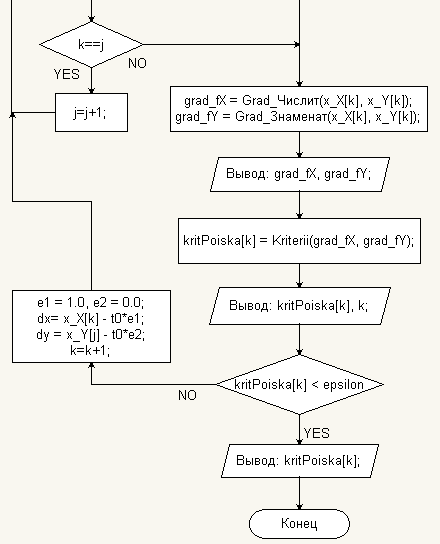 k==j
YES
NO
j=j+1;
grad_fX = Grad_Числит(x_X[k], x_Y[k]);
grad_fY = Grad_Знаменат(x_X[k], x_Y[k]);
Вывод: grad_fX, grad_fY;
kritPoiska[k] = Kriterii(grad_fX, grad_fY);
Вывод: kritPoiska[k], k;
e1 = 1.0, e2 = 0.0;
dx= x_X[k] - t0*e1;
dy = x_Y[j] - t0*e2;
k=k+1;
kritPoiska[k] < epsilon
NO
YES
Вывод: kritPoiska[k];
Конец